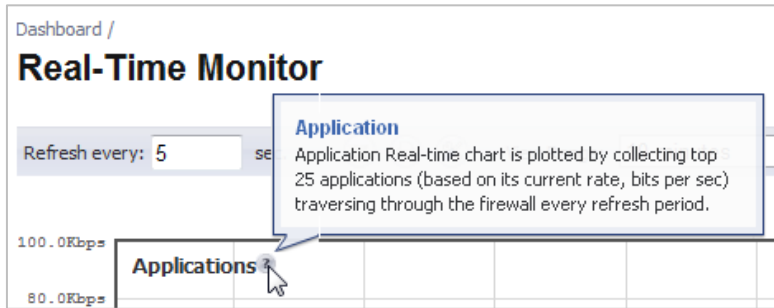 Dashboard /
Real-Time Monitor
Refresh every: 5
Application
Application Real-time chart is plotted by collecting top
25 applications (based on its current rate, bits per sec)
traversing through the firewall every refresh period.
100.0Kbps
Applications ?
80.0Kbps